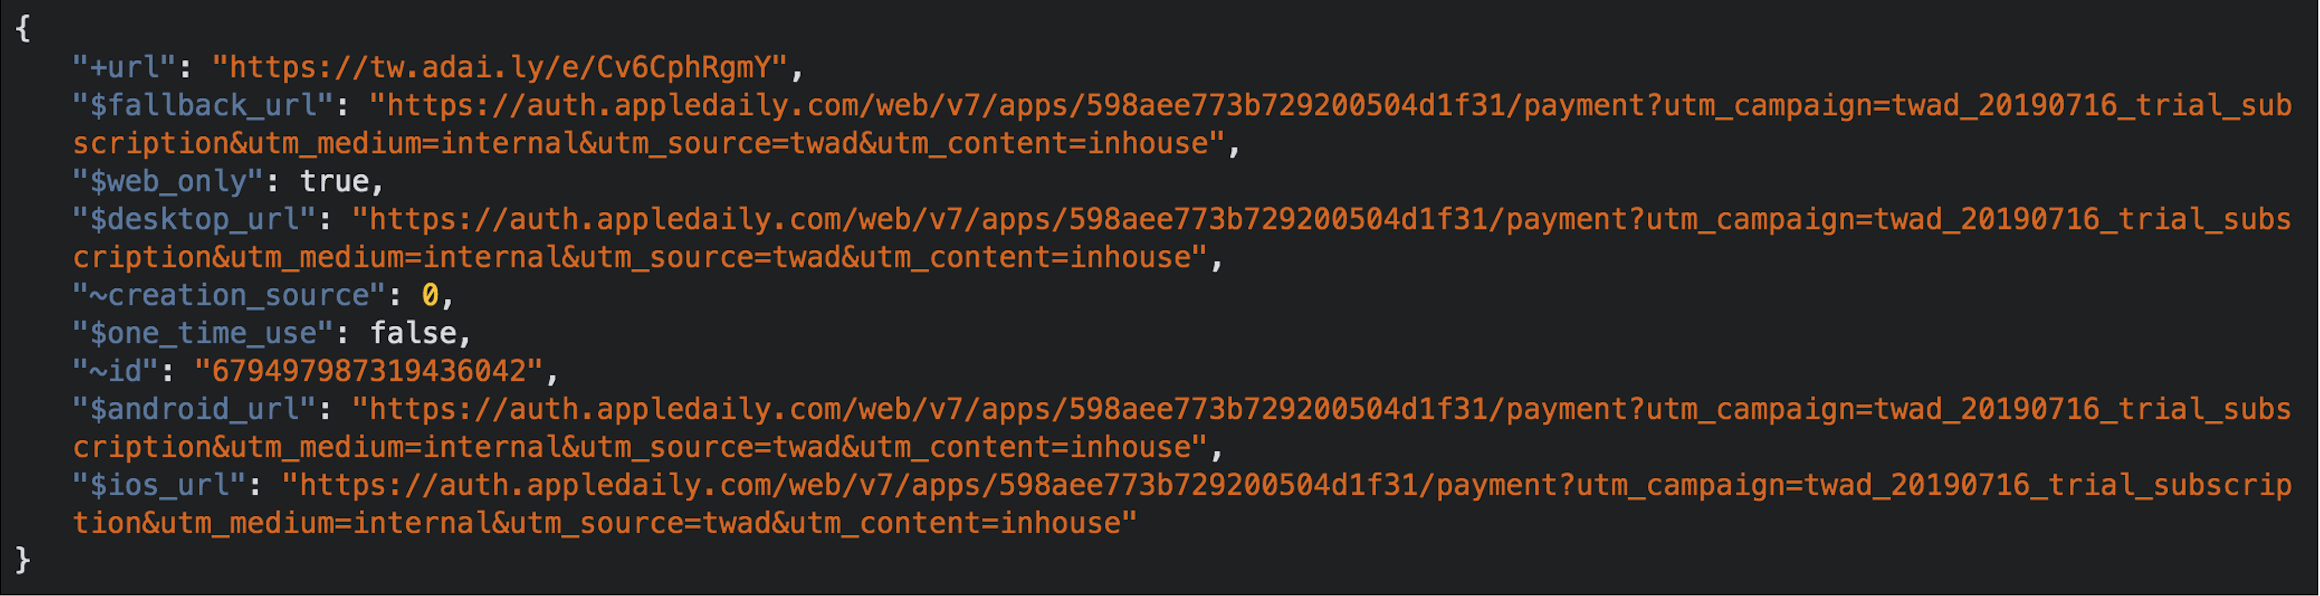 {
"+url": "https://tw.adai.ly/e/Cv6CphRgmY",
"$fallback_url": "https://auth.appledaily.com/web/v7/apps/598aee773b729200504d1f31/payment?utm_campaign=twad_20190716_trial_sub
scription&utm_medium=internal&utm_source=twad&utm_content=inhouse",
"$web_only": true,
"$desktop_url": "https://auth.appledaily.com/web/v7/apps/598aee773b729200504d1f31/payment?utm_campaign=twad_20190716_trial_subs
cription&utm_medium=internal&utm_source=twad&utm_content=inhouse",
"~creation_source": 0,
"$one_time_use": false,
"~id": "679497987319436042",
"$android_url": "https://auth.appledaily.com/web/v7/apps/598aee773b729200504d1f31/payment?utm_campaign=twad_20190716_trial_subs
cription&utm_medium=internal&utm_source=twad&utm_content=inhouse",
"$ios_url": "https://auth.appledaily.com/web/v7/apps/598aee773b729200504d1f31/payment?utm_campaign=twad_20190716_trial_subscrip
tion&utm_medium=internal&utm_source=twad&utm_content=inhouse"
}